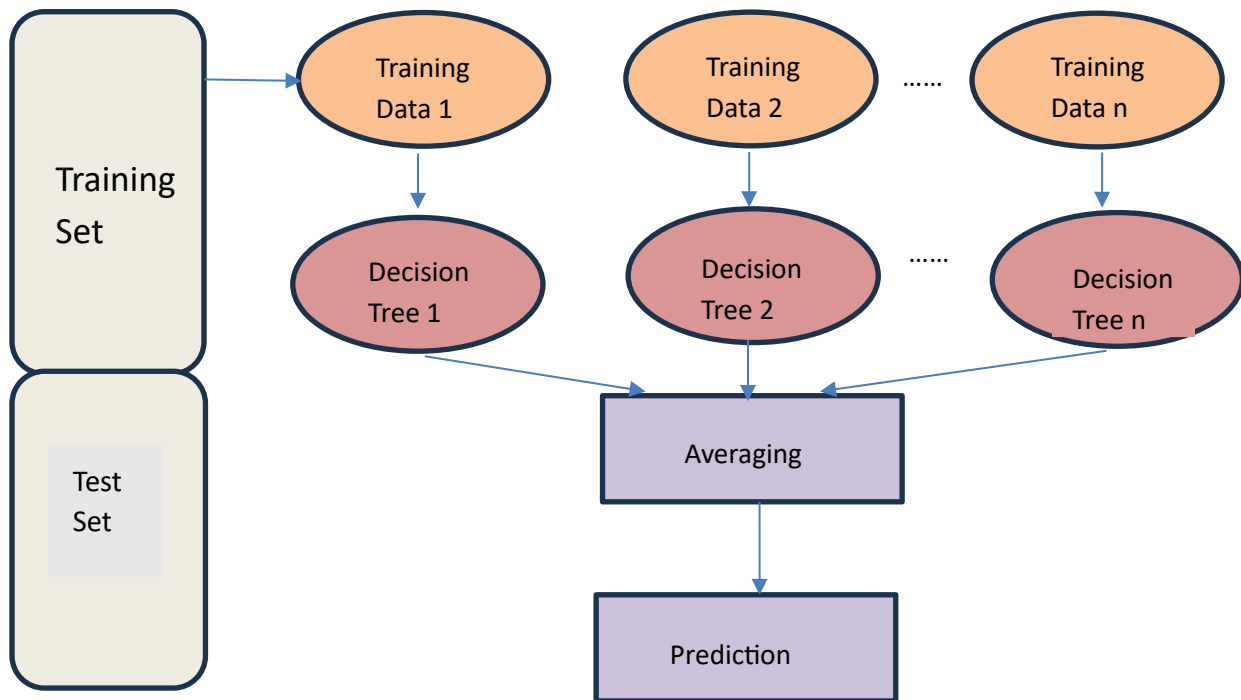 Training
Set
Training
Data 1
Training
Data 2
......
Training
Data n
Decision
Tree 1
Decision
Tree 2
......
Decision
Tree n
Averaging
Test
Set
Prediction